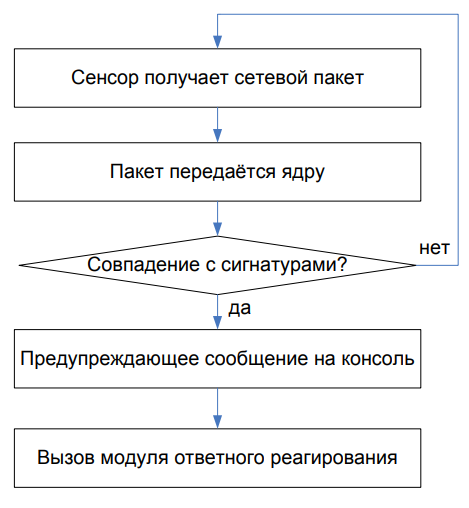 Сенсор получает сетевой пакет
Пакет передаётся ядру
Совпадение с сигнатурами?
нет
да
Предупреждающее сообщение на консоль
Вызов модуля ответного реагирования